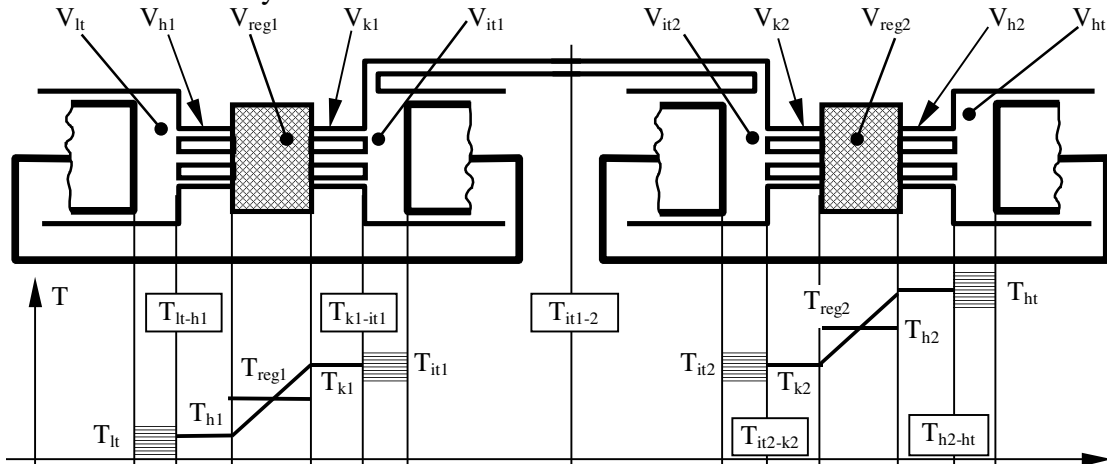 V_lt V_h1 V_reg1 V_k1 V_it1 V_it2 V_k2 V_reg2 V_h2 V_ht
T
T_lt-h1 T_k1-it1 T_it1-2 T_reg2 T_ht
T_h2
T_reg1 T_k1 T_it1 T_it2 T_k2
T_h1
T_lt T_it2-k2 T_h2-ht